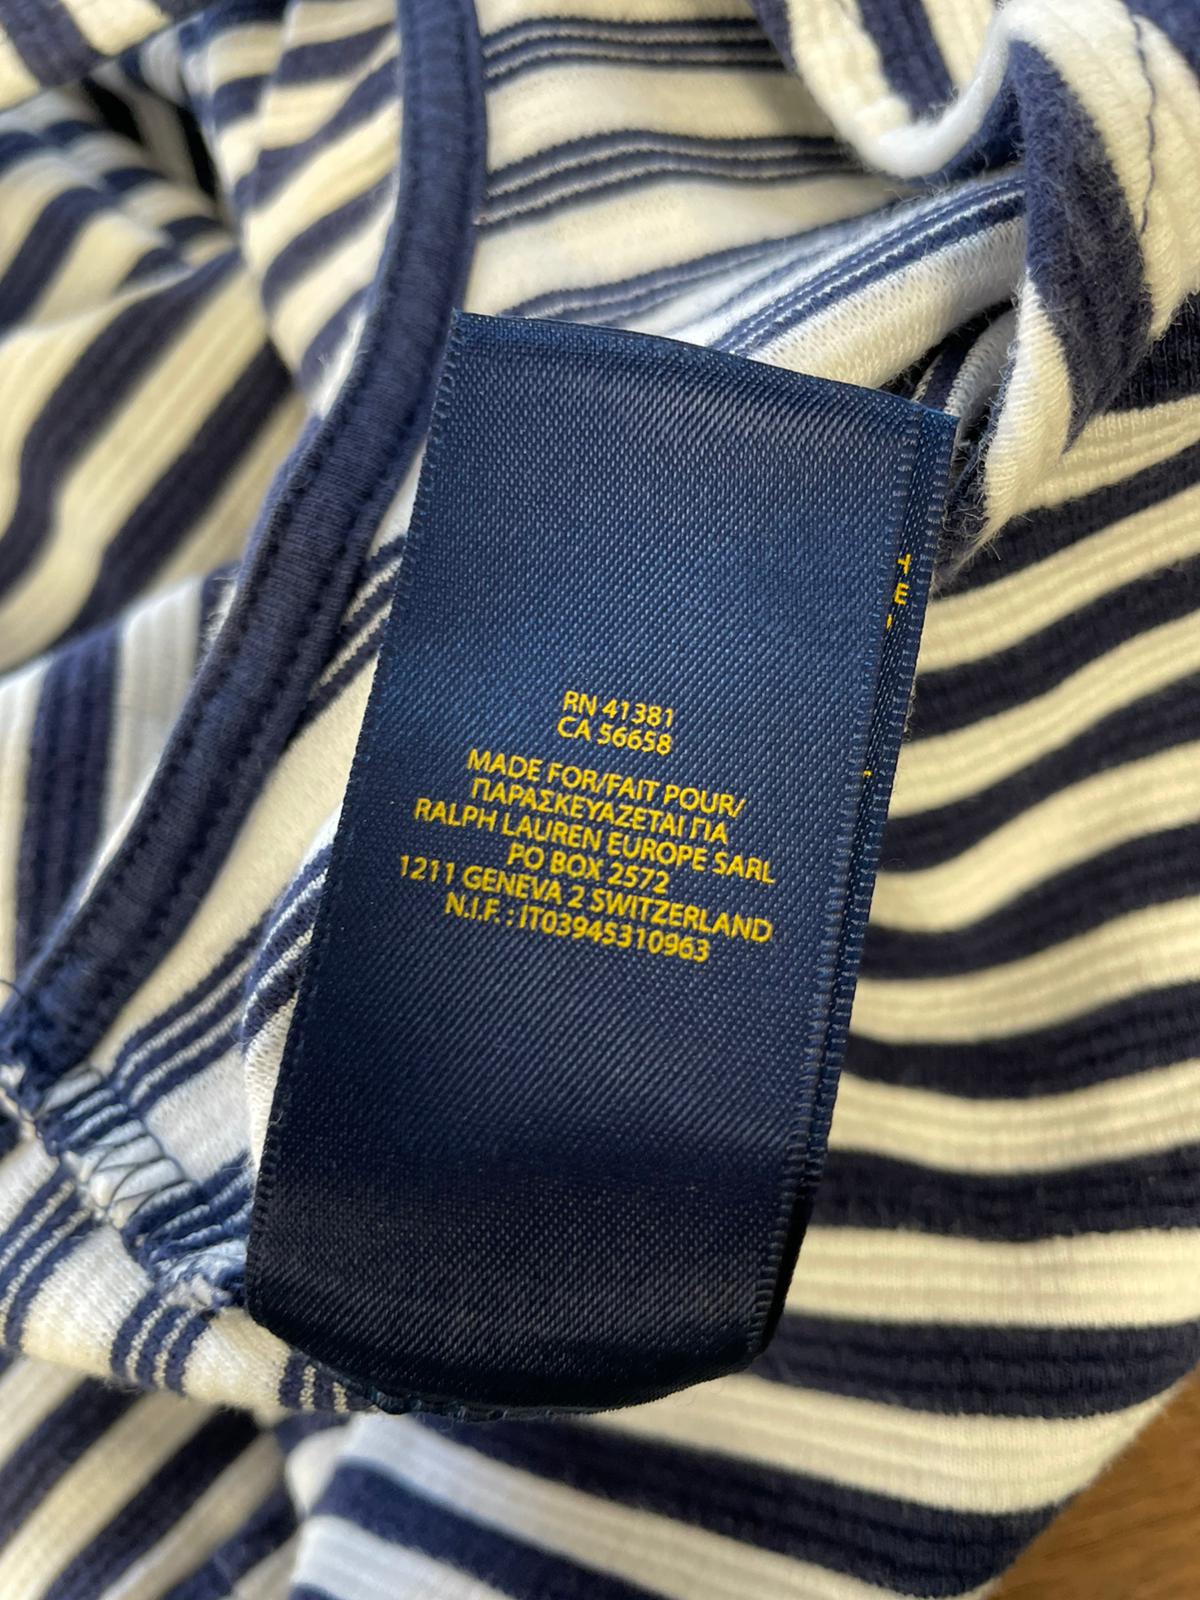 RN 41381
CA 56658
MADE FOR/FAIT POUR/
ΠΑΡΑΣΚΕΥΑΖΕΤΑΙ ΓΙΑ
RALPH LAUREN EUROPE SARL
PO BOX 2572
1211 GENEVA 2 SWITZERLAND
N.I.F. : IT03945310963